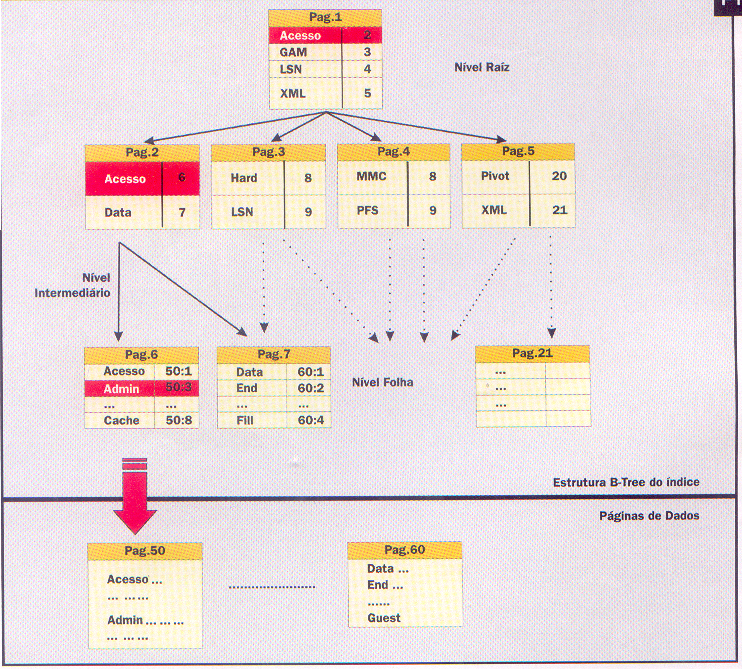 Pag.1
Acesso 2
GAM 3
LSN 4
XML 5
Nível Raíz
Pag.2
Acesso 6
Data 7
Pag.3
Hard 8
LSN 9
Pag.4
MMC 8
PFS 9
Pag.5
Pivot 20
XML 21
Nível
Intermediário
Pag.6
Acesso 50:1
Admin 50:3
... ...
Cache 50:8
Pag.7
Data 60:1
End 60:2
... ...
Fill 60:4
Nível Folha
Pag.21
...
...
...
Estrutura B-Tree do índice
Páginas de Dados
Pag.50
Acesso ...
... ... ...
Admin ... ... ...
... ... ...
Pag.60
Data ...
End ...
......
Guest